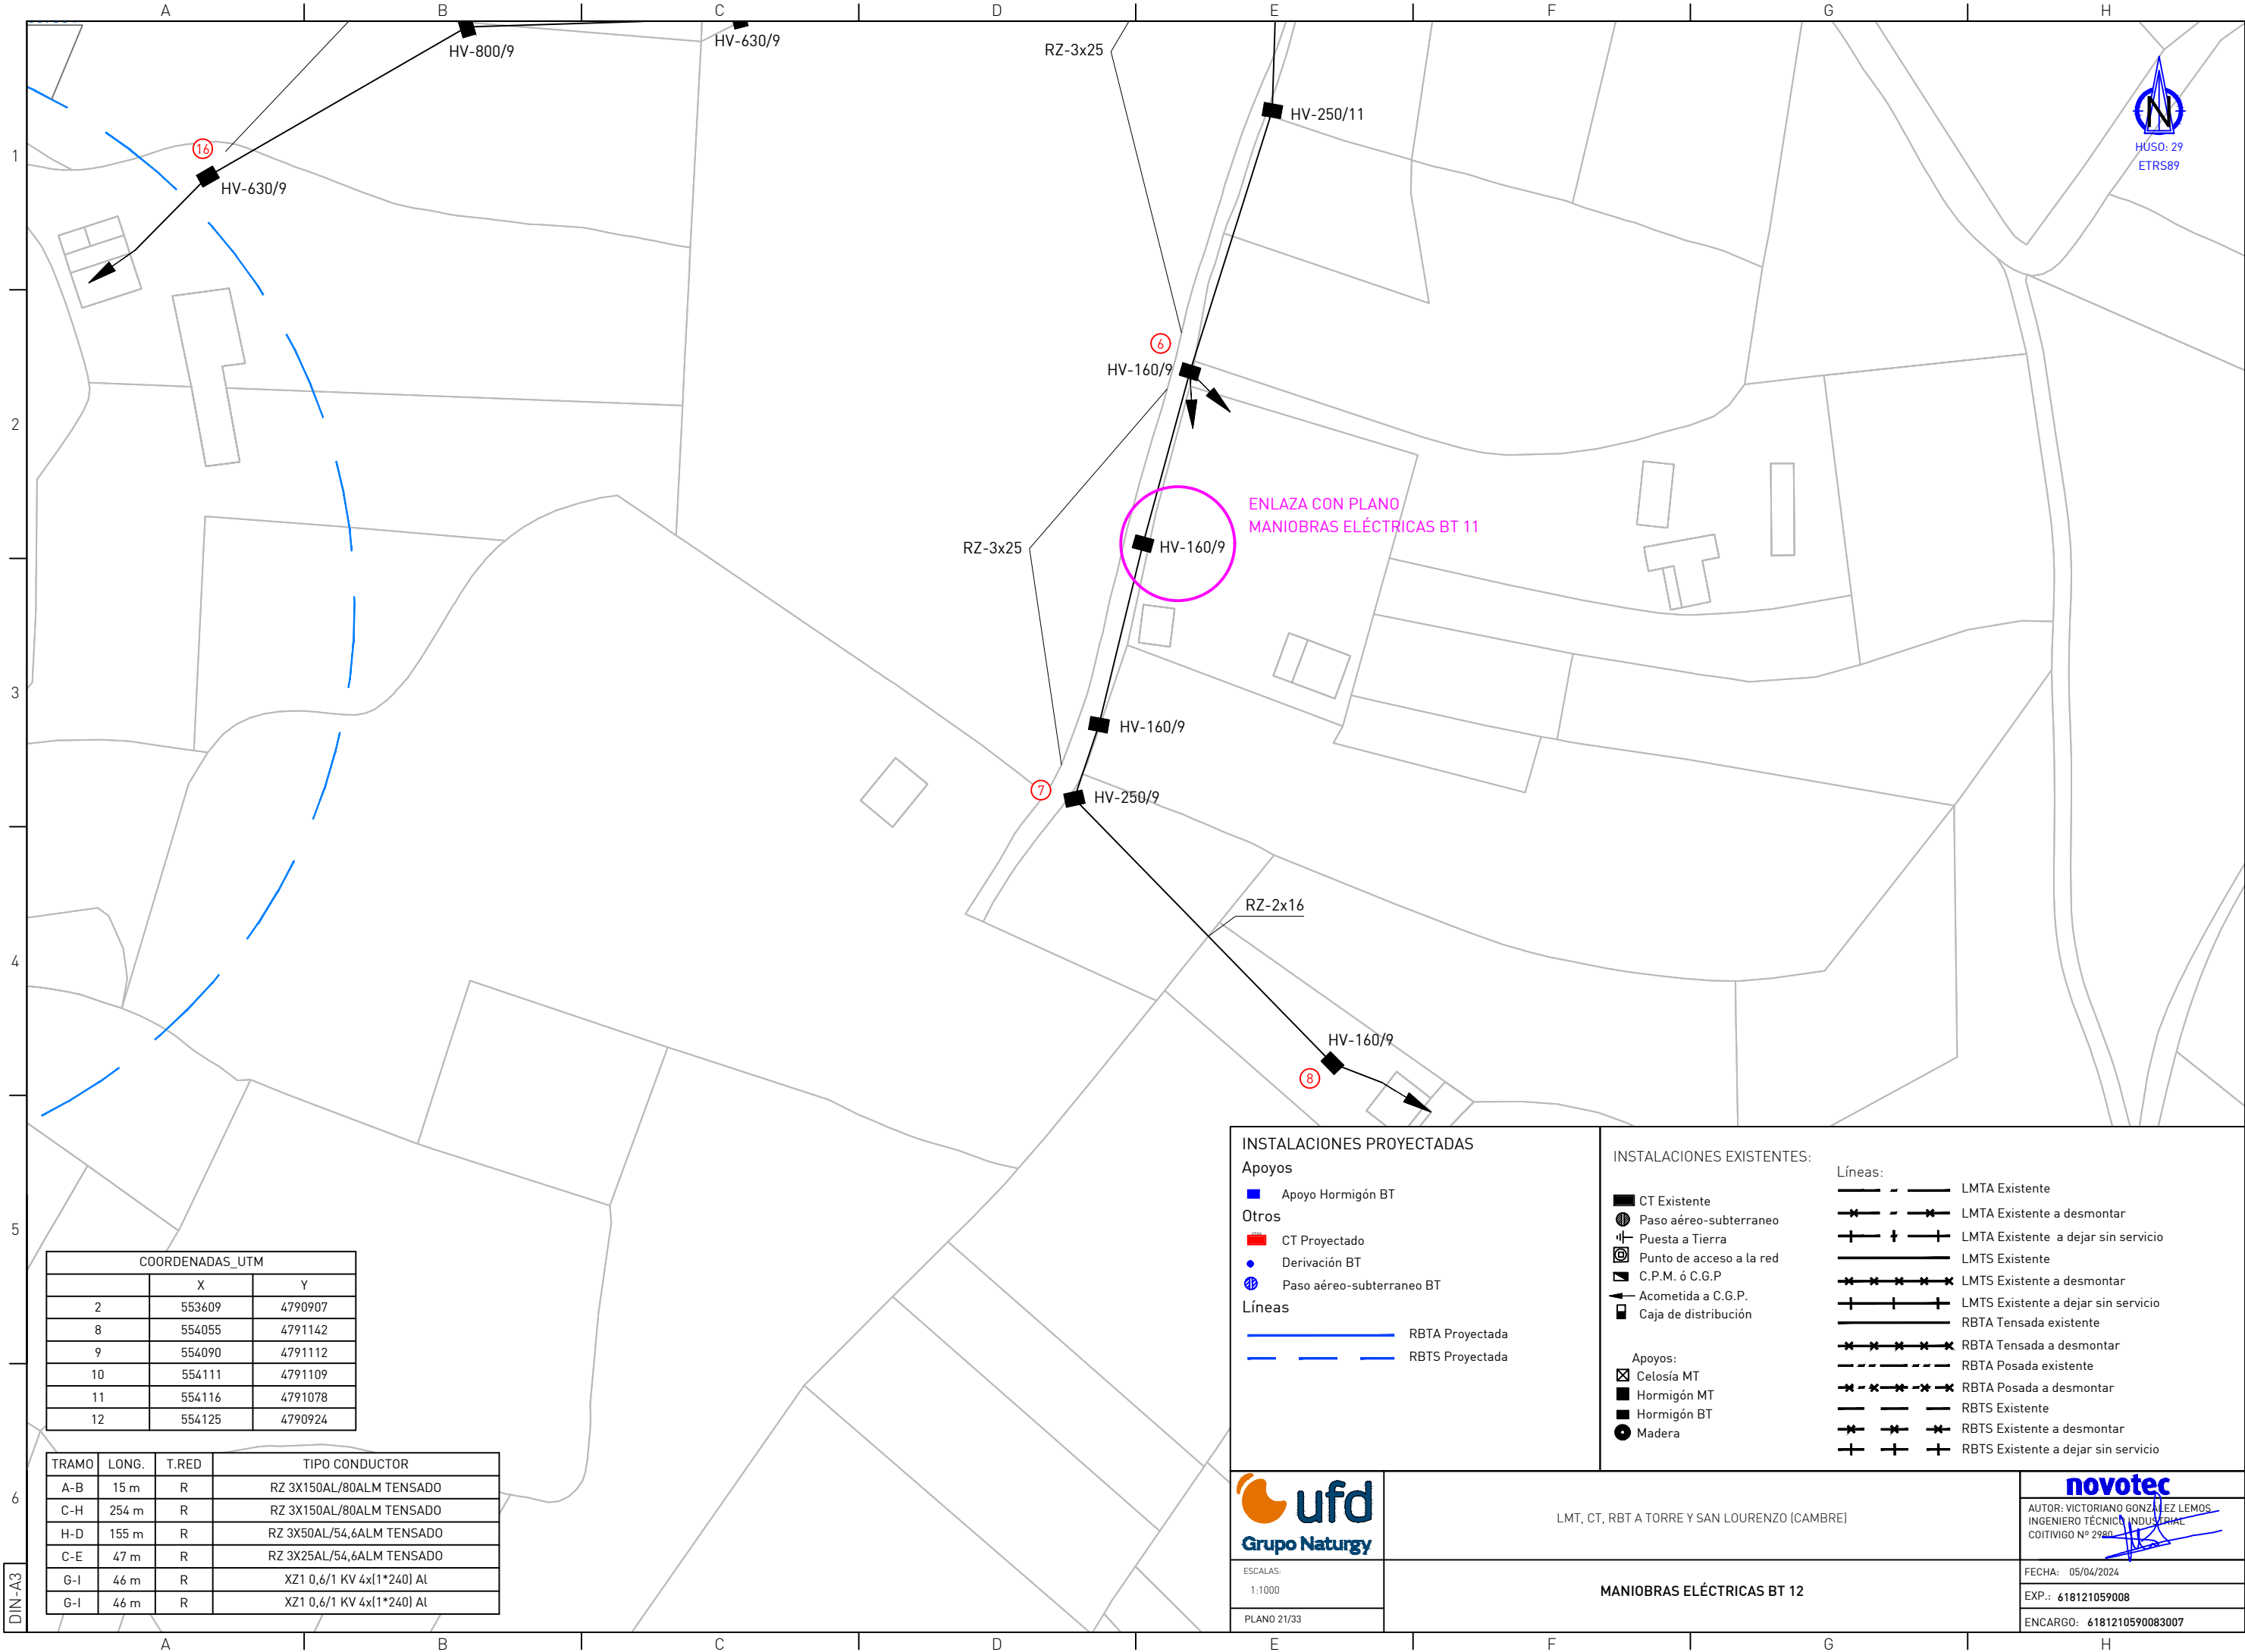 A B C D E F G H
HV-800/9
HV-630/9
RZ-3x25
HV-250/11
N
HUSO: 29
ETRS89
1
16
HV-630/9
6
HV-160/9
2
ENLAZA CON PLANO
MANIOBRAS ELÉCTRICAS BT 11
RZ-3x25
HV-160/9
3
HV-160/9
7
HV-250/9
RZ-2x16
4
HV-160/9
8
5
6
DIN-A3
COORDENADAS_UTM
X Y
2 553609 4790907
8 554055 4791142
9 554090 4791112
10 554111 4791109
11 554116 4791078
12 554125 4790924
TRAMO LONG. T.RED TIPO CONDUCTOR
A-B 15 m R RZ 3X150AL/80ALM TENSADO
C-H 254 m R RZ 3X150AL/80ALM TENSADO
H-D 155 m R RZ 3X50AL/54,6ALM TENSADO
C-E 47 m R RZ 3X25AL/54,6ALM TENSADO
G-I 46 m R XZ1 0,6/1 KV 4x(1*240) Al
G-I 46 m R XZ1 0,6/1 KV 4x(1*240) Al
INSTALACIONES PROYECTADAS
Apoyos
Apoyo Hormigón BT
Otros
CT Proyectado
Derivación BT
Paso aéreo-subterraneo BT
Líneas
RBTA Proyectada
RBTS Proyectada
INSTALACIONES EXISTENTES:
CT Existente
Paso aéreo-subterraneo
Puesta a Tierra
Punto de acceso a la red
C.P.M. ó C.G.P
Acometida a C.G.P.
Caja de distribución
Apoyos:
Celosía MT
Hormigón MT
Hormigón BT
Madera
Líneas:
LMTA Existente
LMTA Existente a desmontar
LMTA Existente a dejar sin servicio
LMTS Existente
LMTS Existente a desmontar
LMTS Existente a dejar sin servicio
RBTA Tensada existente
RBTA Tensada a desmontar
RBTA Posada existente
RBTA Posada a desmontar
RBTS Existente
RBTS Existente a desmontar
RBTS Existente a dejar sin servicio
ufd
Grupo Naturgy
ESCALAS:
1:1000
PLANO 21/33
LMT, CT, RBT A TORRE Y SAN LOURENZO (CAMBRE)
MANIOBRAS ELÉCTRICAS BT 12
novotec
AUTOR: VICTORIANO GONZÁLEZ LEMOS
INGENIERO TÉCNICO INDUSTRIAL
COITIVIGO Nº 2980
FECHA: 05/04/2024
EXP.: 618121059008
ENCARGO: 6181210590083007
A B C D E F G H